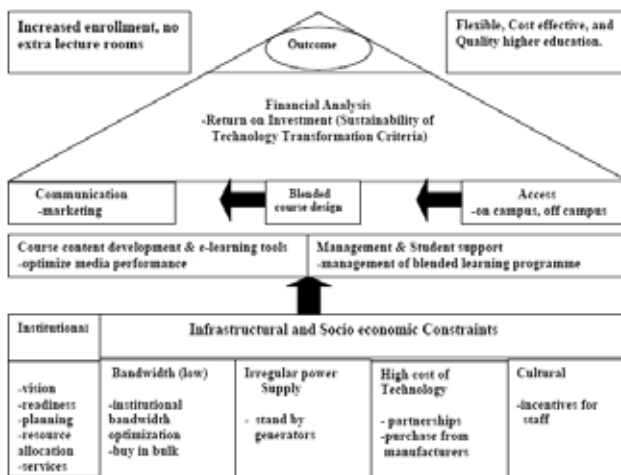 Increased enrollment, no
extra lecture rooms
Outcome
Flexible, Cost effective, and
Quality higher education.
Financial Analysis
-Return on Investment (Sustainability of
Technology Transformation Criteria)
Communication
-marketing
Blended
course design
Access
-on campus, off campus
Course content development & e-learning tools
-optimize media performance
Management & Student support
-management of blended learning programme
Institutional
Infrastructural and Socio economic Constraints
-vision
-readiness
-planning
-resource
allocation
-services
Bandwidth (low)
-institutional
bandwidth
optimization
-buy in bulk
Irregular power
Supply
- stand by
generators
High cost of
Technology
- partnerships
-purchase from
manufacturers
Cultural
-incentives for
staff